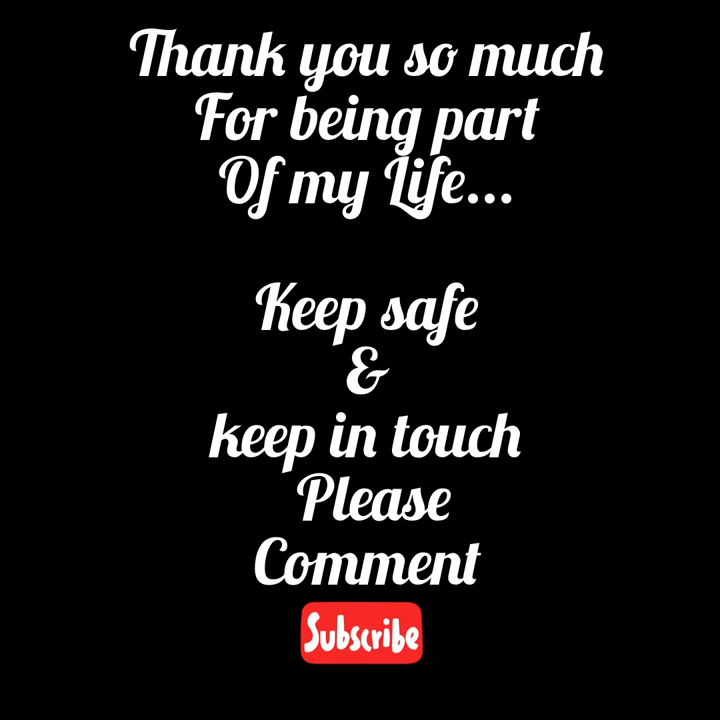 Thank you so much
For being part
Of my Life...
Keep safe
&
keep in touch
Please
Comment
Subscribe